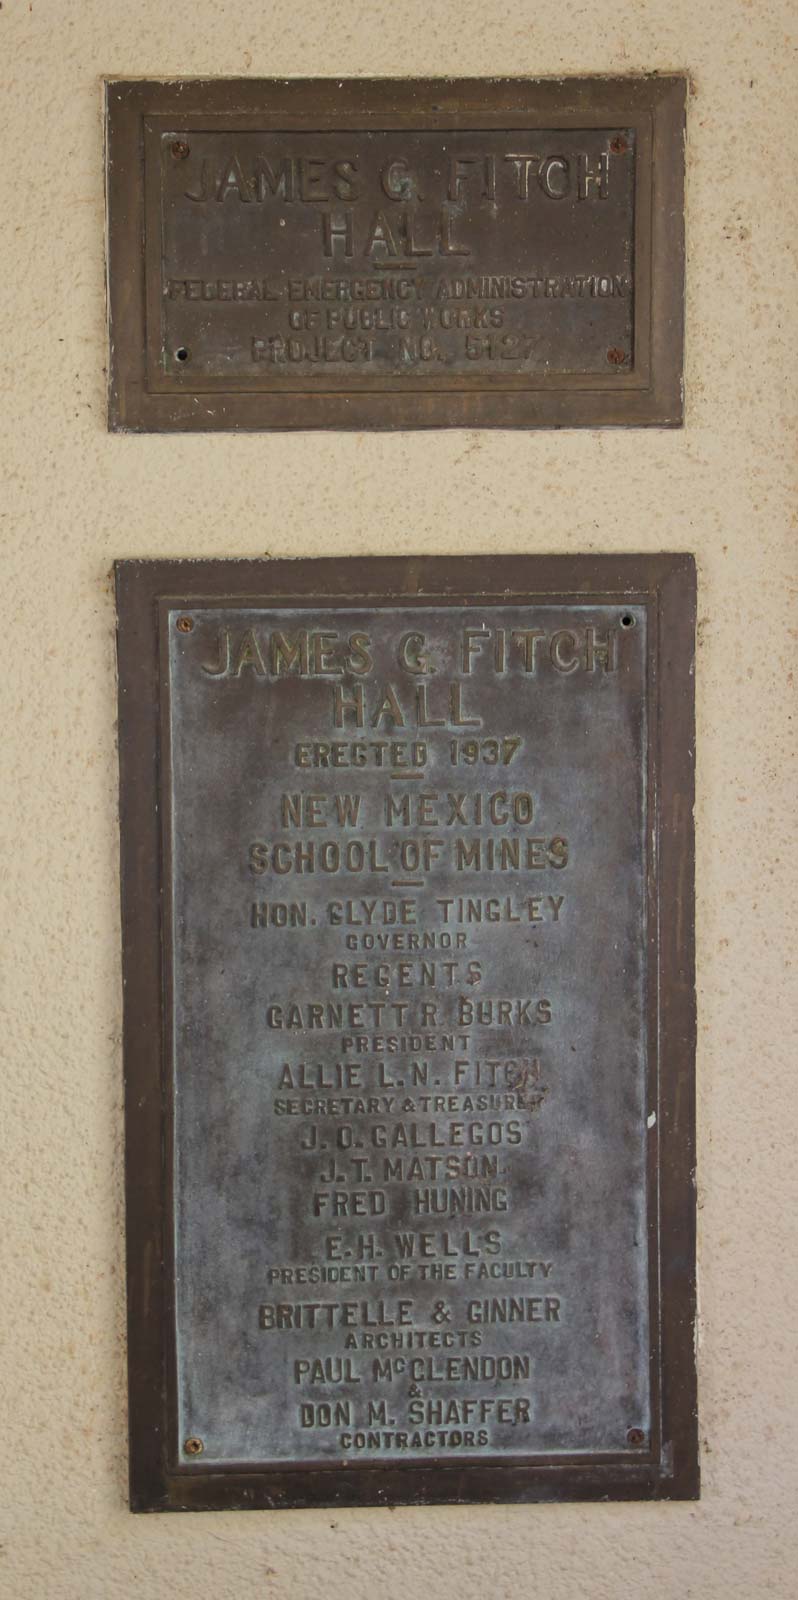 JAMES G. FITCH
HALL
FEDERAL EMERGENCY ADMINISTRATION
OF PUBLIC WORKS
PROJECT NO. 5127
JAMES G. FITCH
HALL
ERECTED 1937
NEW MEXICO
SCHOOL OF MINES
HON. CLYDE TINGLEY
GOVERNOR
REGENTS
GARNETT R. BURKS
PRESIDENT
ALLIE L. N. FITCH
SECRETARY & TREASURER
J. O. GALLEGOS
J. T. MATSON
FRED HUNING
E. H. WELLS
PRESIDENT OF THE FACULTY
BRITTELLE & GINNER
ARCHITECTS
PAUL McCLENDON
&
DON M. SHAFFER
CONTRACTORS